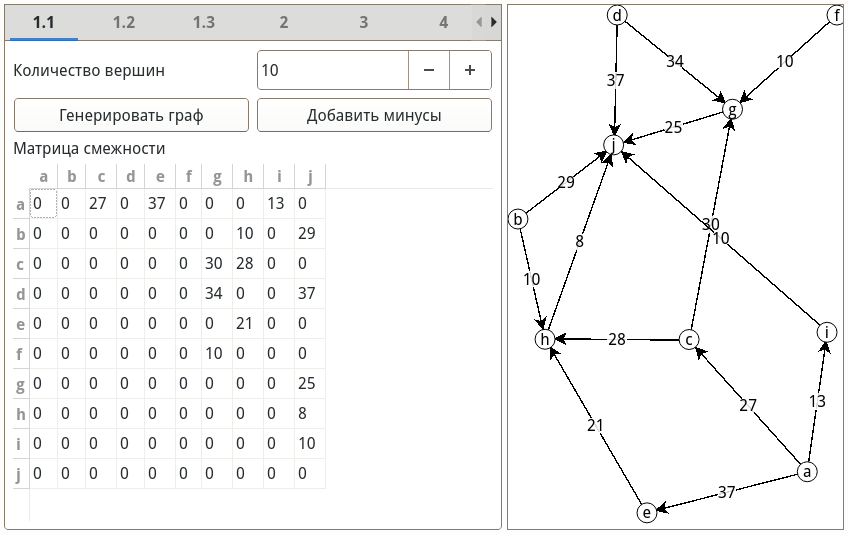 1.1 1.2 1.3 2 3 4
Количество вершин 10 − +
Генерировать граф Добавить минусы
Матрица смежности
a b c d e f g h i j
a 0 0 27 0 37 0 0 0 13 0
b 0 0 0 0 0 0 0 10 0 29
c 0 0 0 0 0 0 30 28 0 0
d 0 0 0 0 0 0 34 0 0 37
e 0 0 0 0 0 0 0 21 0 0
f 0 0 0 0 0 0 10 0 0 0
g 0 0 0 0 0 0 0 0 0 25
h 0 0 0 0 0 0 0 0 0 8
i 0 0 0 0 0 0 0 0 0 10
j 0 0 0 0 0 0 0 0 0 0
d f
34 10
37
g
25
j
29
b
30
8 10
10
h 28 c i
27 13
21
a
37
e